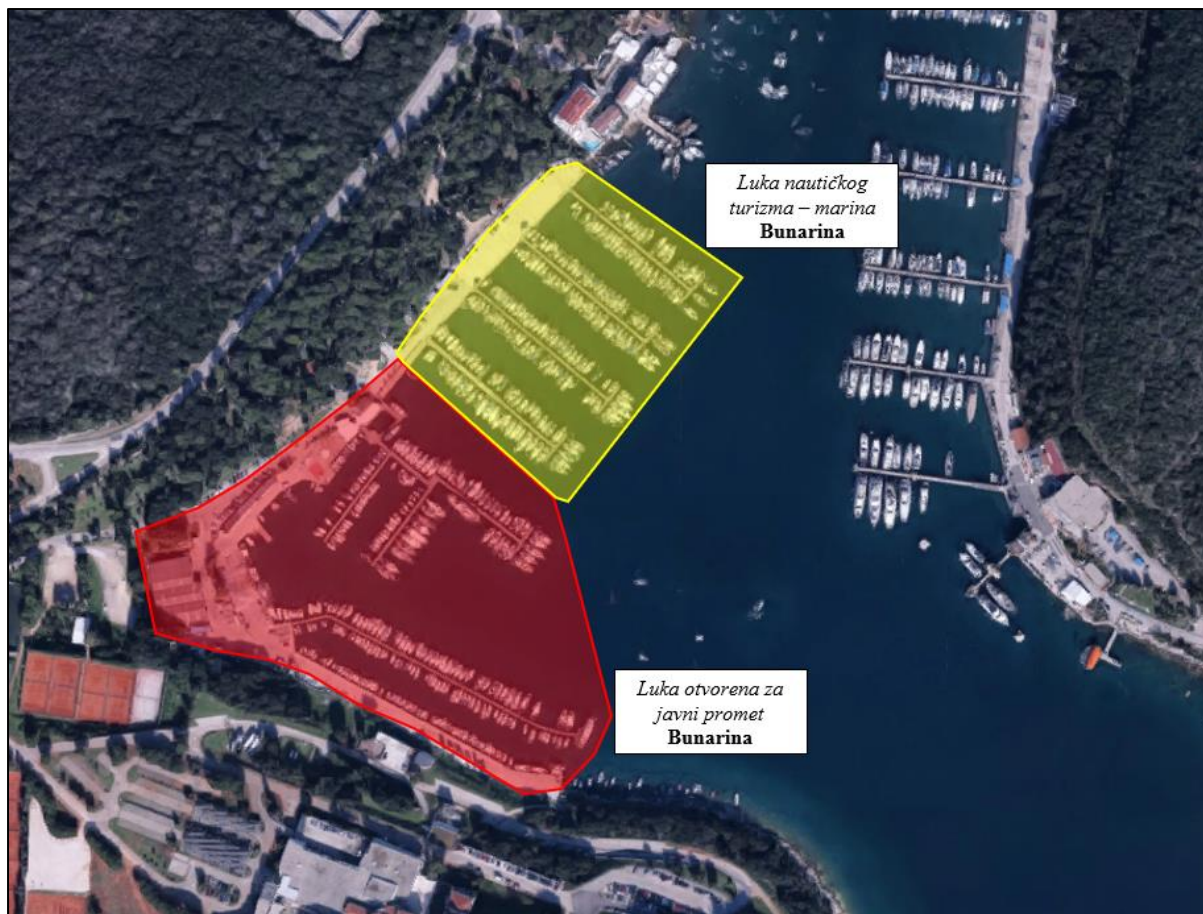 Luka nautičkog
turizma – marina
Bunarina
Luka otvorena za
javni promet
Bunarina